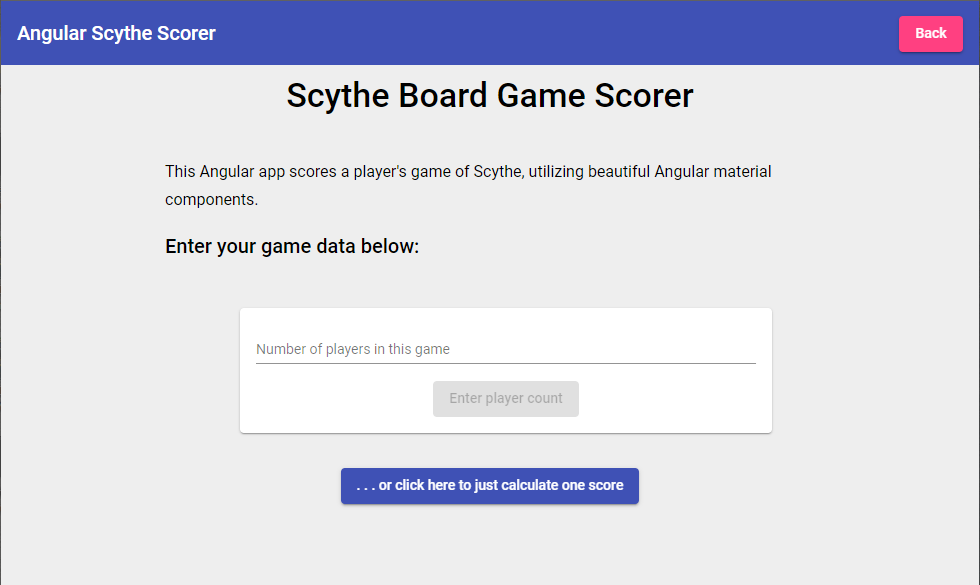 Angular Scythe Scorer
Back
Scythe Board Game Scorer
This Angular app scores a player's game of Scythe, utilizing beautiful Angular material
components.
Enter your game data below:
Number of players in this game
Enter player count
. . . or click here to just calculate one score